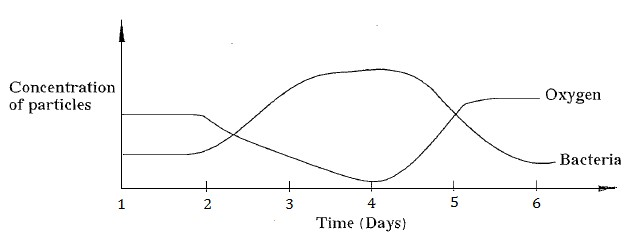 Concentration
of particles
Oxygen
Bacteria
1 2 3 4 5 6
Time (Days)